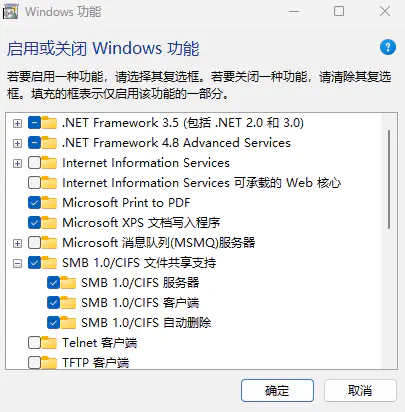 Windows 功能
启用或关闭 Windows 功能
若要启用一种功能，请选择其复选框。若要关闭一种功能，请清除其复选
框。填充的框表示仅启用该功能的一部分。
.NET Framework 3.5 (包括 .NET 2.0 和 3.0)
.NET Framework 4.8 Advanced Services
Internet Information Services
Internet Information Services 可承载的 Web 核心
Microsoft Print to PDF
Microsoft XPS 文档写入程序
Microsoft 消息队列(MSMQ)服务器
SMB 1.0/CIFS 文件共享支持
SMB 1.0/CIFS 服务器
SMB 1.0/CIFS 客户端
SMB 1.0/CIFS 自动删除
Telnet 客户端
TFTP 客户端
确定
取消